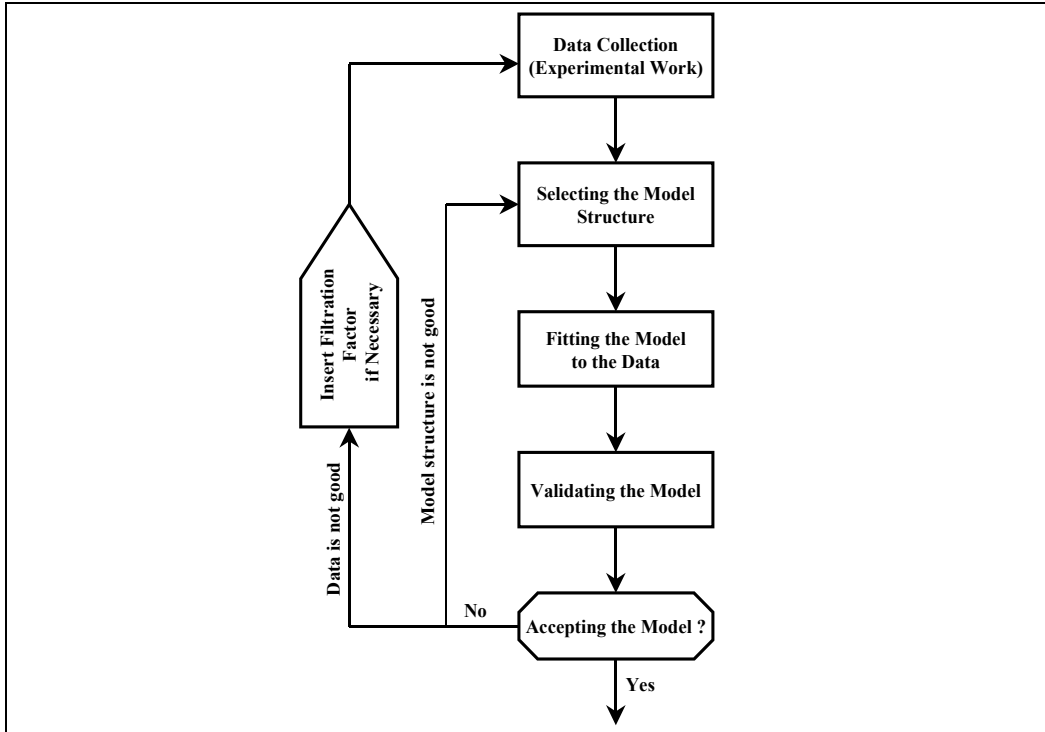 Data Collection
(Experimental Work)
Selecting the Model
Structure
Fitting the Model
to the Data
Validating the Model
Accepting the Model ?
Yes
No
Model structure is not good
Data is not good
Insert Filtration
Factor
if Necessary